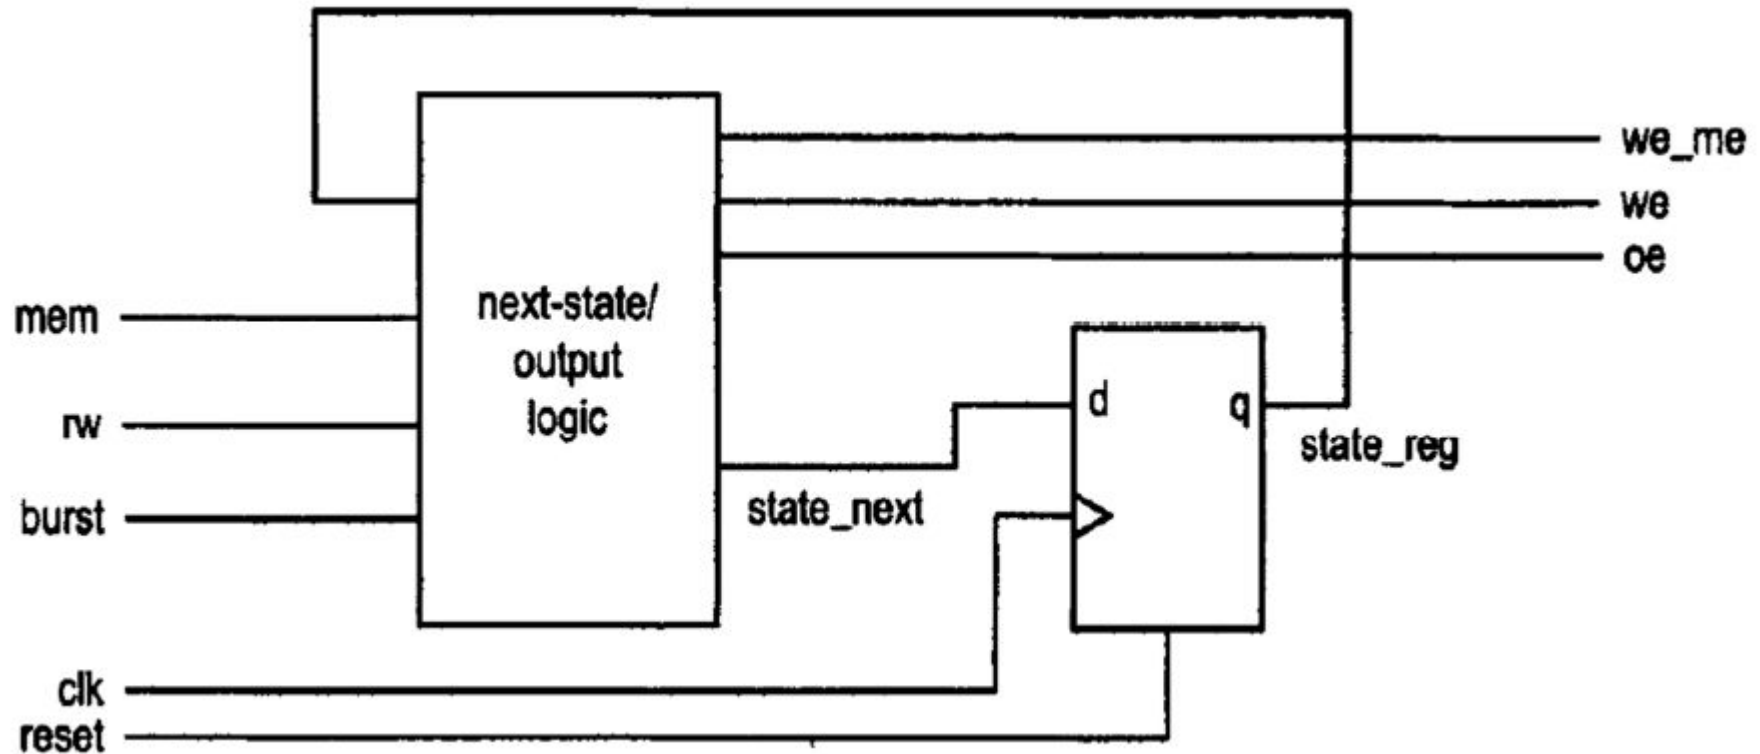 we_me
we
oe
mem
next-state/
output
logic
rw
burst
d
q
state_reg
state_next
clk
reset